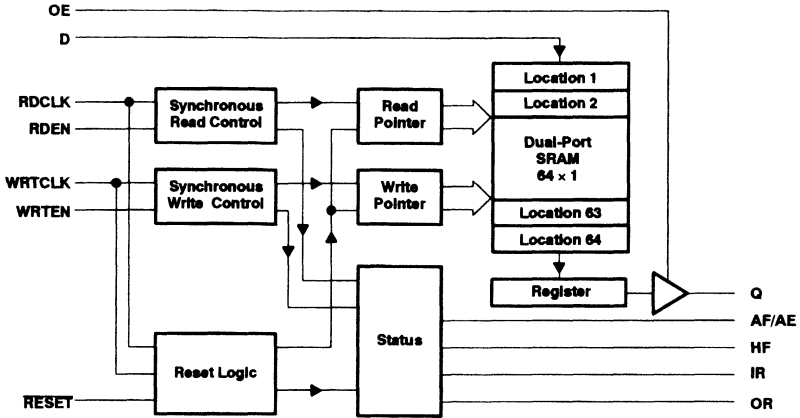 OE
D
RDCLK
RDEN
WRTCLK
WRTEN
RESET
Synchronous
Read Control
Synchronous
Write Control
Reset Logic
Read
Pointer
Write
Pointer
Status
Location 1
Location 2
Dual-Port
SRAM
64 × 1
Location 63
Location 64
Register
Q
AF/AE
HF
IR
OR